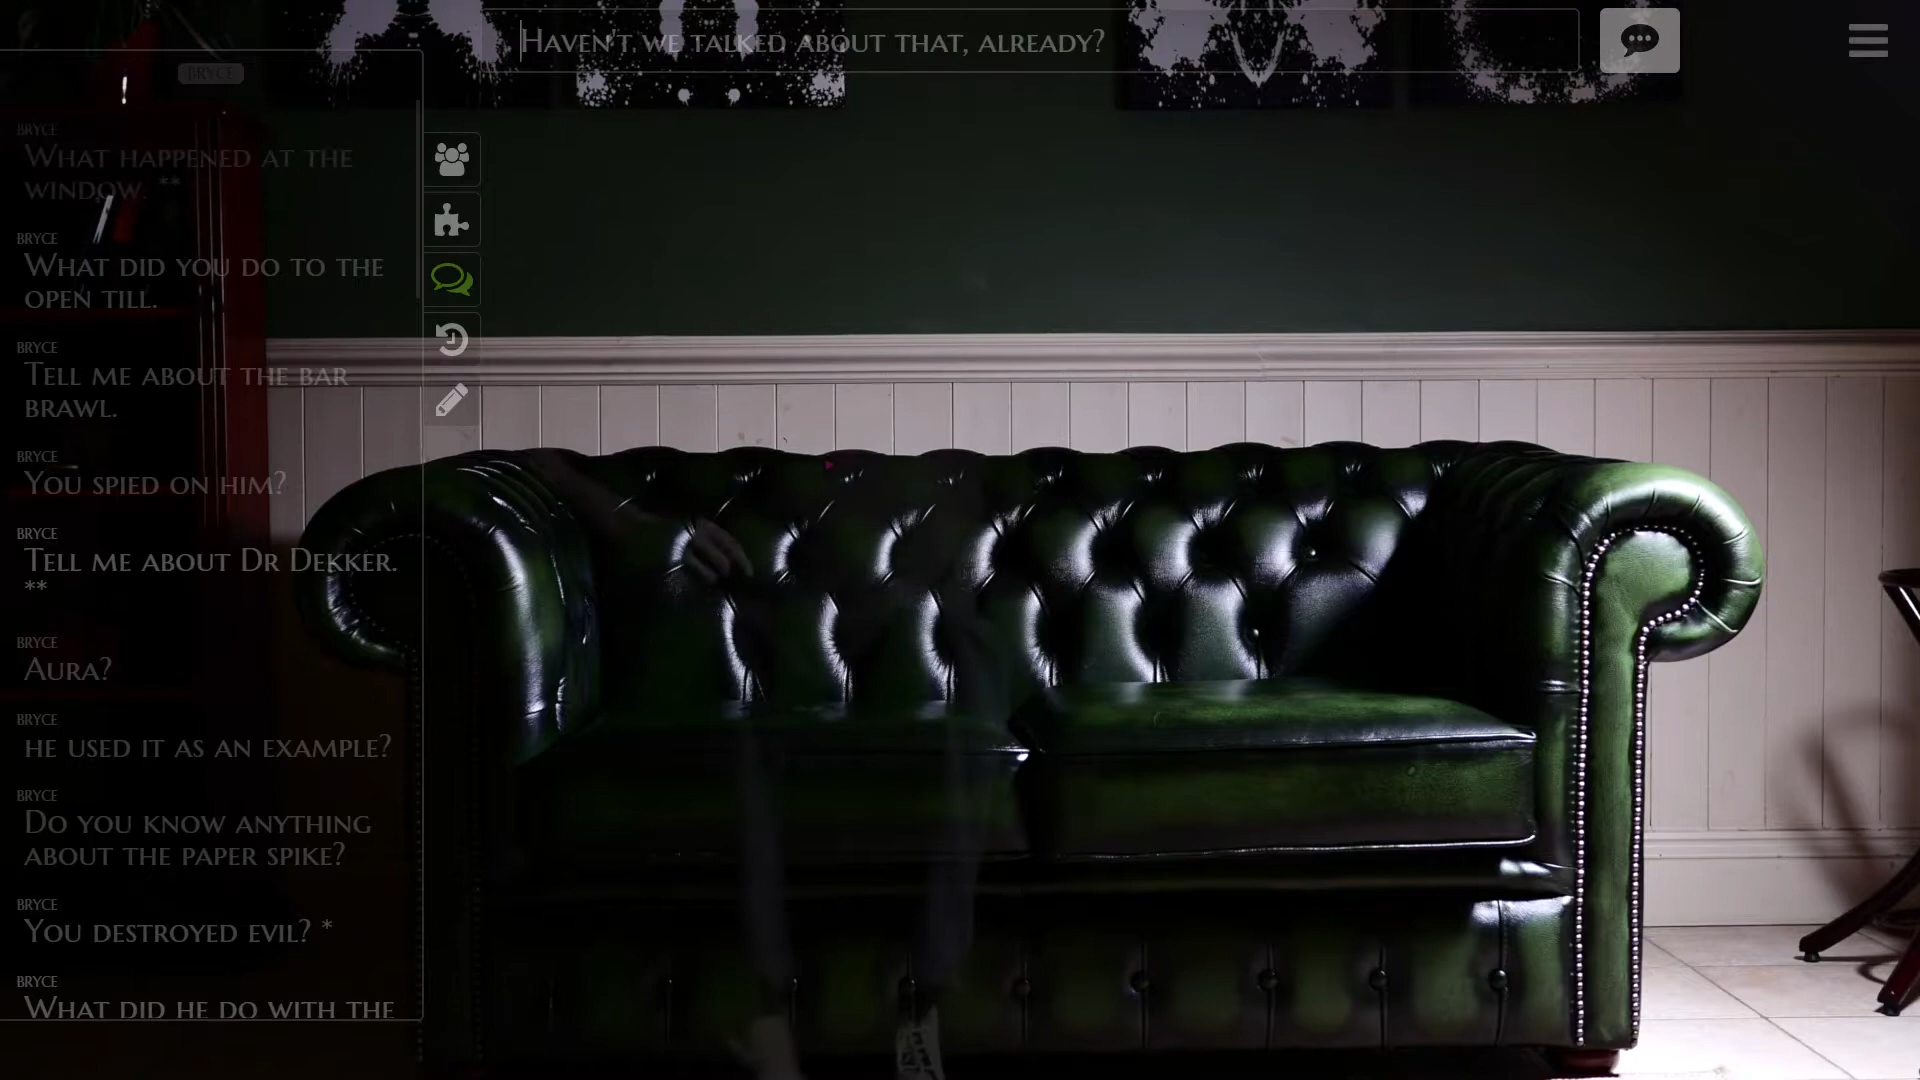 Haven't we talked about that, already?
BRYCE
BRYCE
What happened at the
window. **
BRYCE
What did you do to the
open till.
BRYCE
Tell me about the bar
brawl.
BRYCE
You spied on him?
BRYCE
Tell me about Dr Dekker.
**
BRYCE
Aura?
BRYCE
he used it as an example?
BRYCE
Do you know anything
about the paper spike?
BRYCE
You destroyed evil? *
BRYCE
What did he do with the